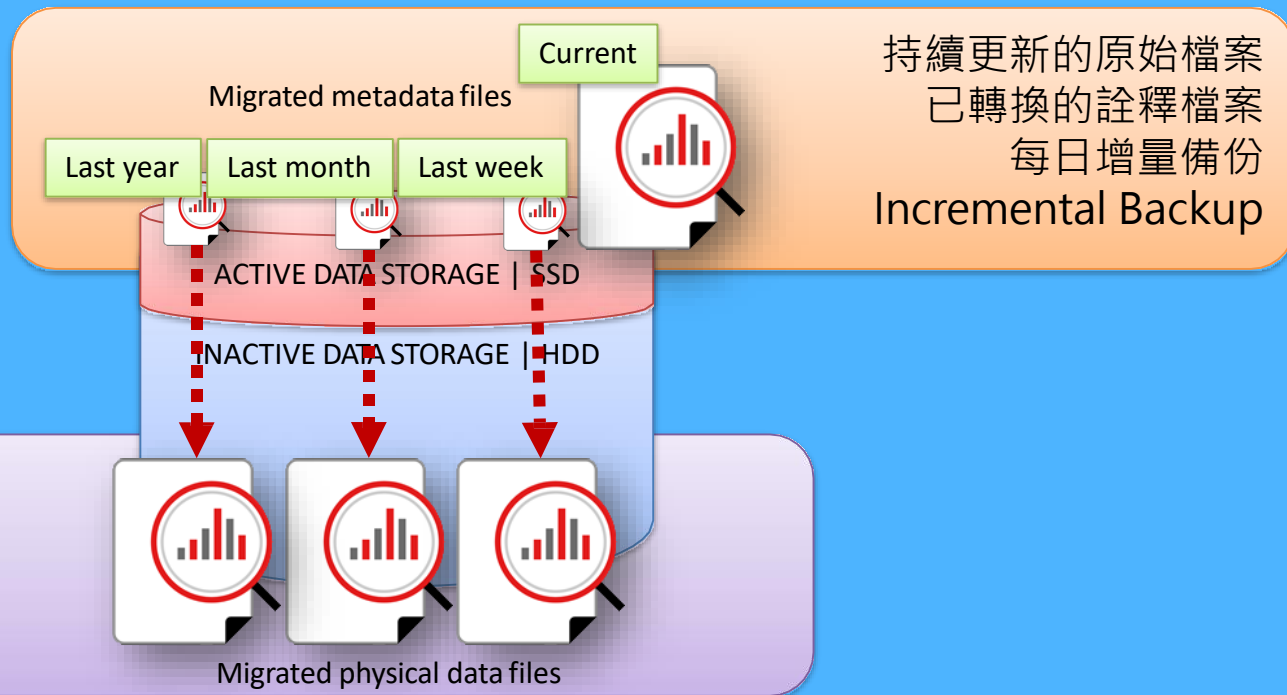 Current
持續更新的原始檔案
已轉換的詮釋檔案
每日增量備份
Incremental Backup
Migrated metadata files
Last year
Last month
Last week
ACTIVE DATA STORAGE | SSD
INACTIVE DATA STORAGE | HDD
Migrated physical data files